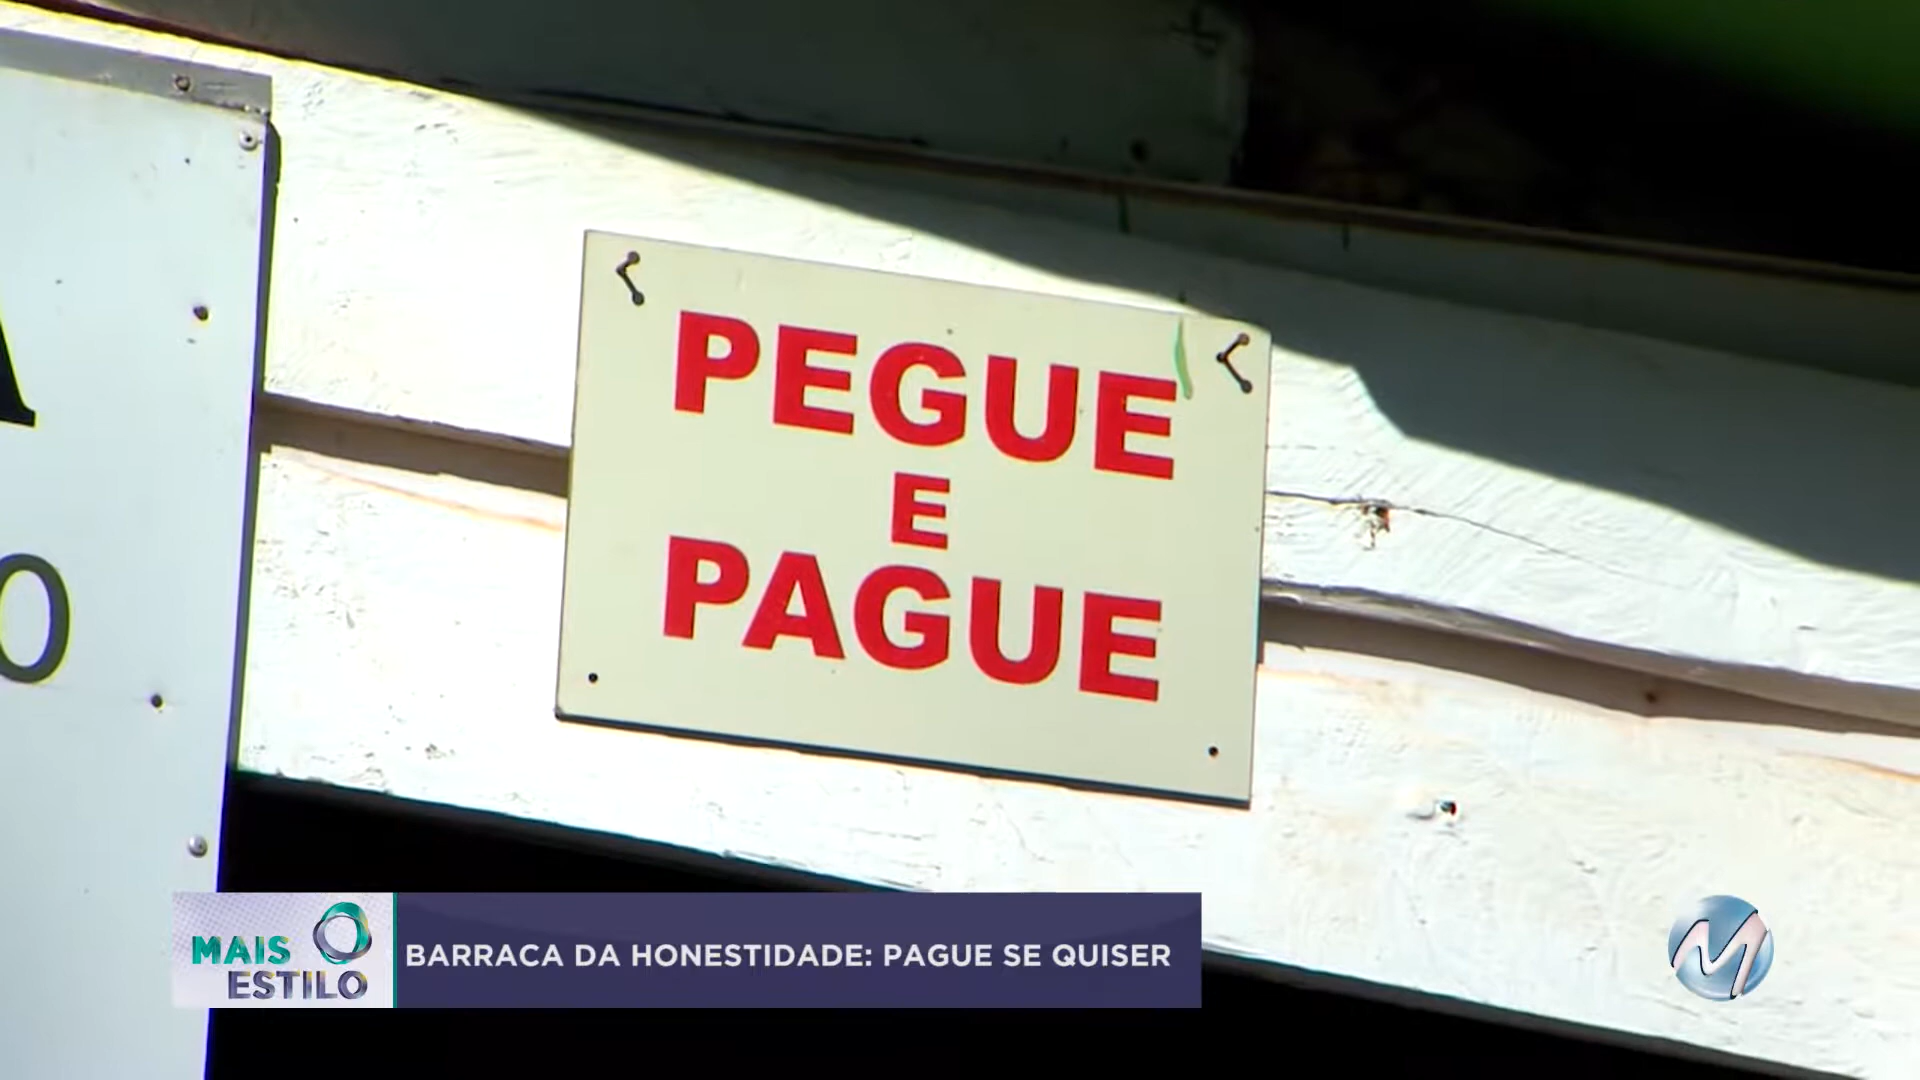 PEGUE
E
PAGUE
MAIS
ESTILO
BARRACA DA HONESTIDADE: PAGUE SE QUISER
M